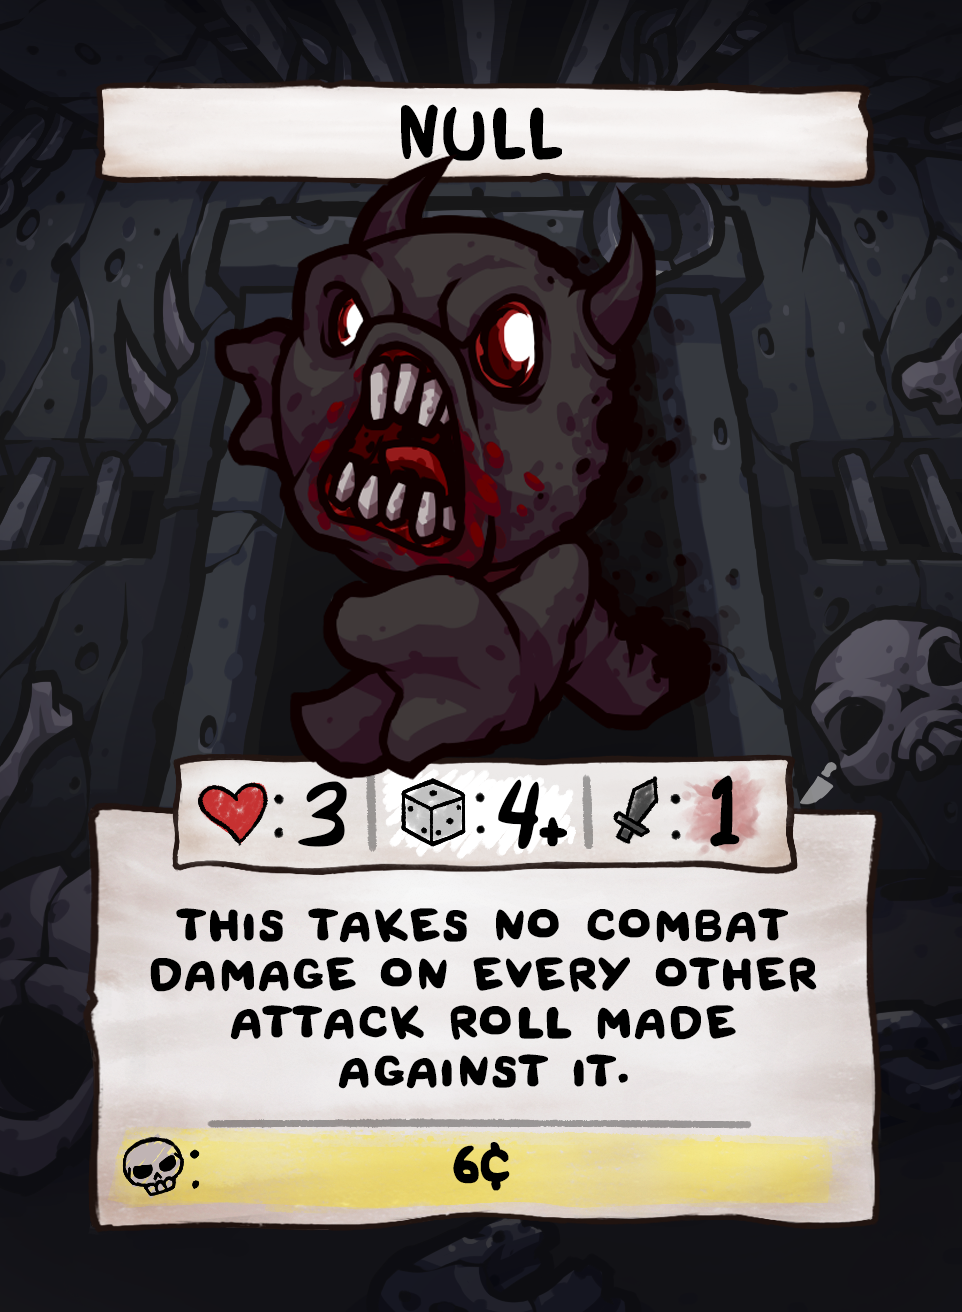 NULL
: 3 : 4+ : 1
THIS TAKES NO COMBAT
DAMAGE ON EVERY OTHER
ATTACK ROLL MADE
AGAINST IT.
: 6¢